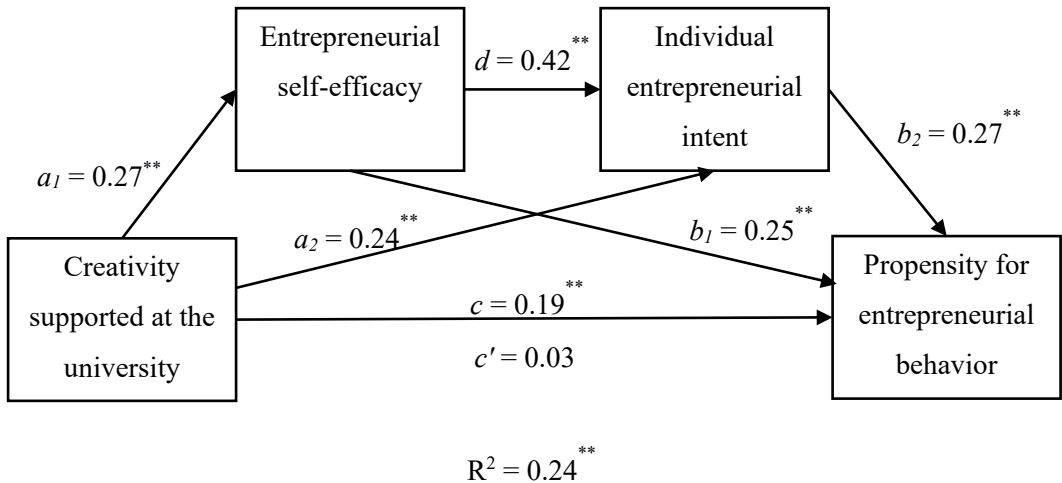 Entrepreneurial
self-efficacy
d = 0.42**
Individual
entrepreneurial
intent
a1 = 0.27**
b2 = 0.27**
a2 = 0.24**
b1 = 0.25**
Creativity
supported at the
university
c = 0.19**
c' = 0.03
Propensity for
entrepreneurial
behavior
R² = 0.24**